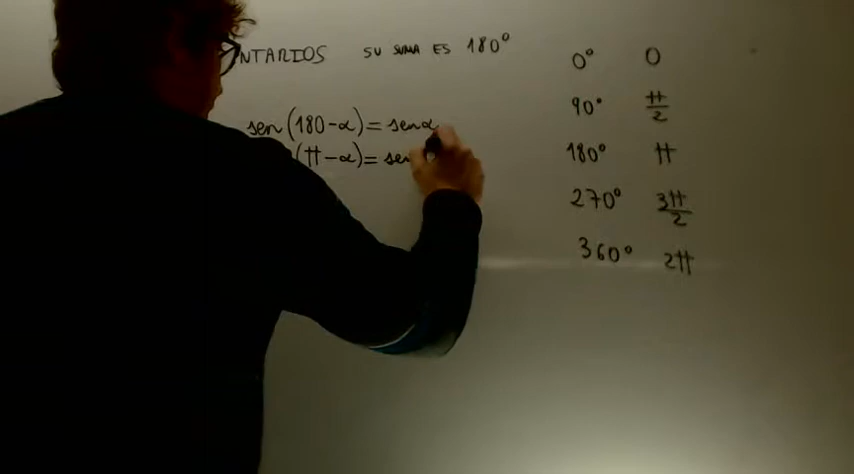 NTARIOS SU SUMA ES 180°
sen (180-α) = sen α
(π-α) = sen
0° 0
90° π/2
180° π
270° 3π/2
360° 2π